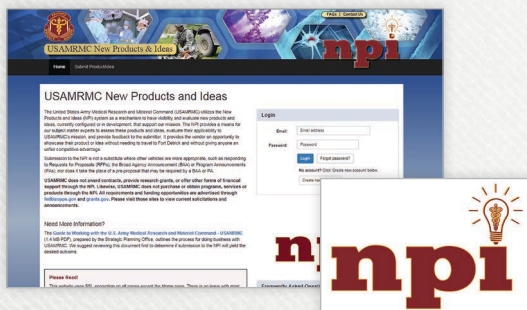 FAQs | Contact Us
USAMRMC New Products & Ideas
npi
Home Submit Product/Idea
USAMRMC New Products and Ideas
The United States Army Medical Research and Materiel Command (USAMRMC) utilizes the New
Products and Ideas (NPI) system as a mechanism to have visibility and evaluate new products and
ideas, currently configured or in development, that support our mission. The NPI provides a means for
our subject matter experts to assess these products and ideas, evaluate their applicability to
USAMRMC's mission, and provide feedback to the submitter. It provides the vendor an opportunity to
showcase their product or idea without needing to travel to Fort Detrick and without giving anyone an
unfair competitive advantage.
Submission to the NPI is not a substitute where other vehicles are more appropriate, such as responding
to Requests for Proposals (RFPs), the Broad Agency Announcement (BAA) or Program Announcements
(PAs), nor does it take the place of a pre-proposal that may be required by a BAA or PA.
USAMRMC does not award contracts, provide research grants, or other forms of financial
support through the NPI. Likewise, USAMRMC does not purchase or obtain programs, services or
products through the NPI. All requirements and funding opportunities are advertised through
fedbizopps.gov and grants.gov. Please visit those sites to view current solicitations and
announcements.
Need More Information?
The Guide to Working with the U.S. Army Medical Research and Materiel Command - USAMRMC
(1.4 MB PDF), prepared by the Strategic Planning Office, outlines the process for doing business with
USAMRMC. We suggest reviewing this document first to determine if submission to the NPI will yield the
desired outcome.
Please Read!
Login
Email: Email address
Password: Password
Login Forgot password?
No account? Click 'Create new account' below.
Create new
n
npi
Frequently Asked